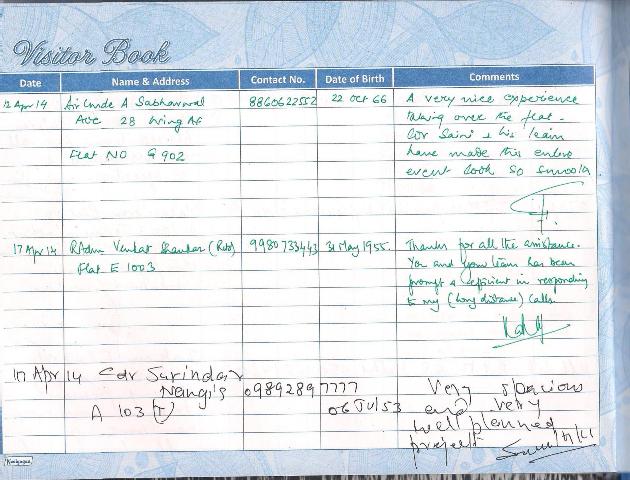 Visitor Book
Date Name & Address Contact No. Date of Birth Comments
12 Apr 14 Air Cmde A Sabharwal 8860622552 22 Oct 66 A very nice experience
AOC 28 Wing AF taking over the flat.
Cdr Saini & his team
Flat No G 902 have made this entire
event look so smooth
17 Apr 14 RAdm Venkat Shankar (Retd) 9980733443 31 May 1955 Thanks for all the assistance.
Flat E 1003 You and your team has been
prompt & efficient in responding
to my (long distance) calls.
17 Apr 14 Cdr Surinder
Nangia 09892897777 Very spacious
A 103 (T) 06 Jul 53 and very
well planned
project